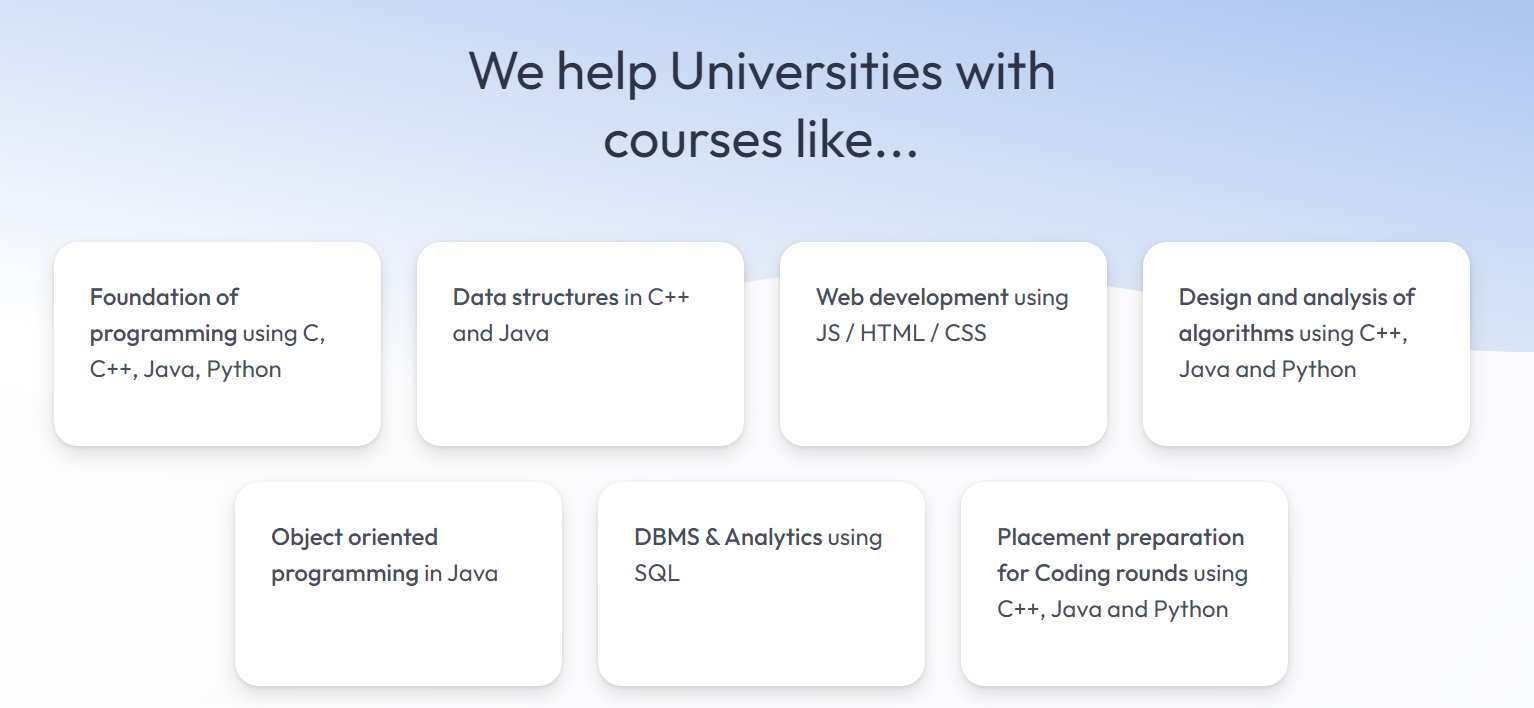 We help Universities with
courses like...
Foundation of
programming using C,
C++, Java, Python
Data structures in C++
and Java
Web development using
JS / HTML / CSS
Design and analysis of
algorithms using C++,
Java and Python
Object oriented
programming in Java
DBMS & Analytics using
SQL
Placement preparation
for Coding rounds using
C++, Java and Python